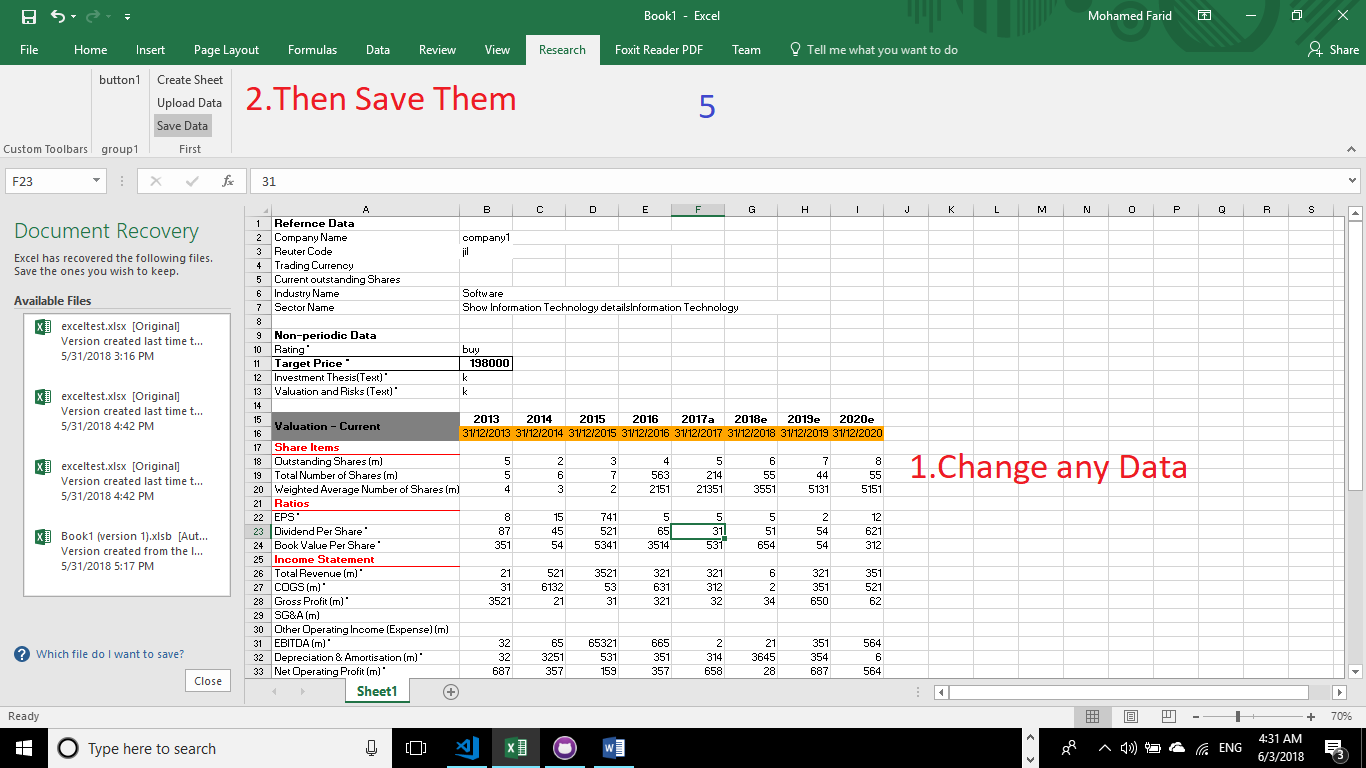 Book1 - Excel
Mohamed Farid
File Home Insert Page Layout Formulas Data Review View Research Foxit Reader PDF Team Tell me what you want to do Share
button1 Create Sheet
Upload Data
Save Data
Custom Toolbars group1 First
2.Then Save Them
5
F23 fx 31
Document Recovery
Excel has recovered the following files.
Save the ones you wish to keep.
Available Files
exceltest.xlsx [Original]
Version created last time t...
5/31/2018 3:16 PM
exceltest.xlsx [Original]
Version created last time t...
5/31/2018 4:42 PM
exceltest.xlsx [Original]
Version created last time t...
5/31/2018 4:42 PM
Book1 (version 1).xlsb [Aut...
Version created from the l...
5/31/2018 5:17 PM
Which file do I want to save?
Close
A B C D E F G H I J K L M N O P Q R S
1 Refernce Data
2 Company Name company1
3 Reuter Code jil
4 Trading Currency
5 Current outstanding Shares
6 Industry Name Software
7 Sector Name Show Information Technology detailsInformation Technology
8
9 Non-periodic Data
10 Rating* buy
11 Target Price * 198000
12 Investment Thesis(Text)* k
13 Valuation and Risks (Text)* k
14
15 Valuation - Current 2013 2014 2015 2016 2017a 2018e 2019e 2020e
16 31/12/2013 31/12/2014 31/12/2015 31/12/2016 31/12/2017 31/12/2018 31/12/2019 31/12/2020
17 Share Items
18 Outstanding Shares (m) 5 2 3 4 5 6 7 8
19 Total Number of Shares (m) 5 6 7 563 214 55 44 55
20 Weighted Average Number of Shares (m) 4 3 2 2151 21351 3551 5131 5151
21 Ratios
22 EPS* 8 15 741 5 5 5 2 12
23 Dividend Per Share* 87 45 521 65 31 51 54 621
24 Book Value Per Share* 351 54 5341 3514 531 654 54 312
25 Income Statement
26 Total Revenue (m)* 21 521 3521 321 321 6 321 351
27 COGS (m)* 31 6132 53 631 312 2 351 521
28 Gross Profit (m)* 3521 21 31 321 32 34 650 62
29 SG&A (m)
30 Other Operating Income (Expense) (m)
31 EBITDA (m)* 32 65 65321 665 2 21 351 564
32 Depreciation & Amortisation (m)* 32 3251 531 351 314 3645 354 6
33 Net Operating Profit (m)* 687 357 159 357 658 28 687 564
1.Change any Data
Sheet1
Ready
70%
Type here to search
ENG
4:31 AM
6/3/2018
3